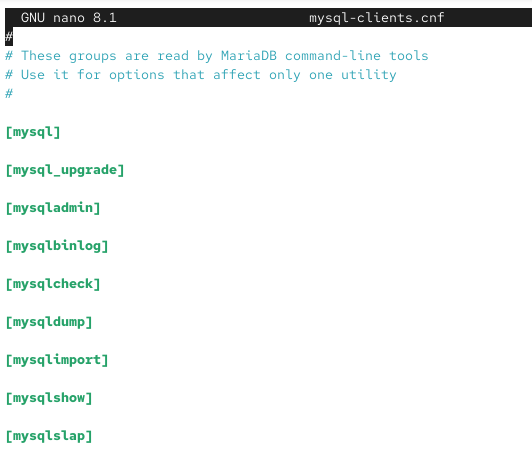 GNU nano 8.1 mysql-clients.cnf
#
# These groups are read by MariaDB command-line tools
# Use it for options that affect only one utility
#
[mysql]
[mysql_upgrade]
[mysqladmin]
[mysqlbinlog]
[mysqlcheck]
[mysqldump]
[mysqlimport]
[mysqlshow]
[mysqlslap]